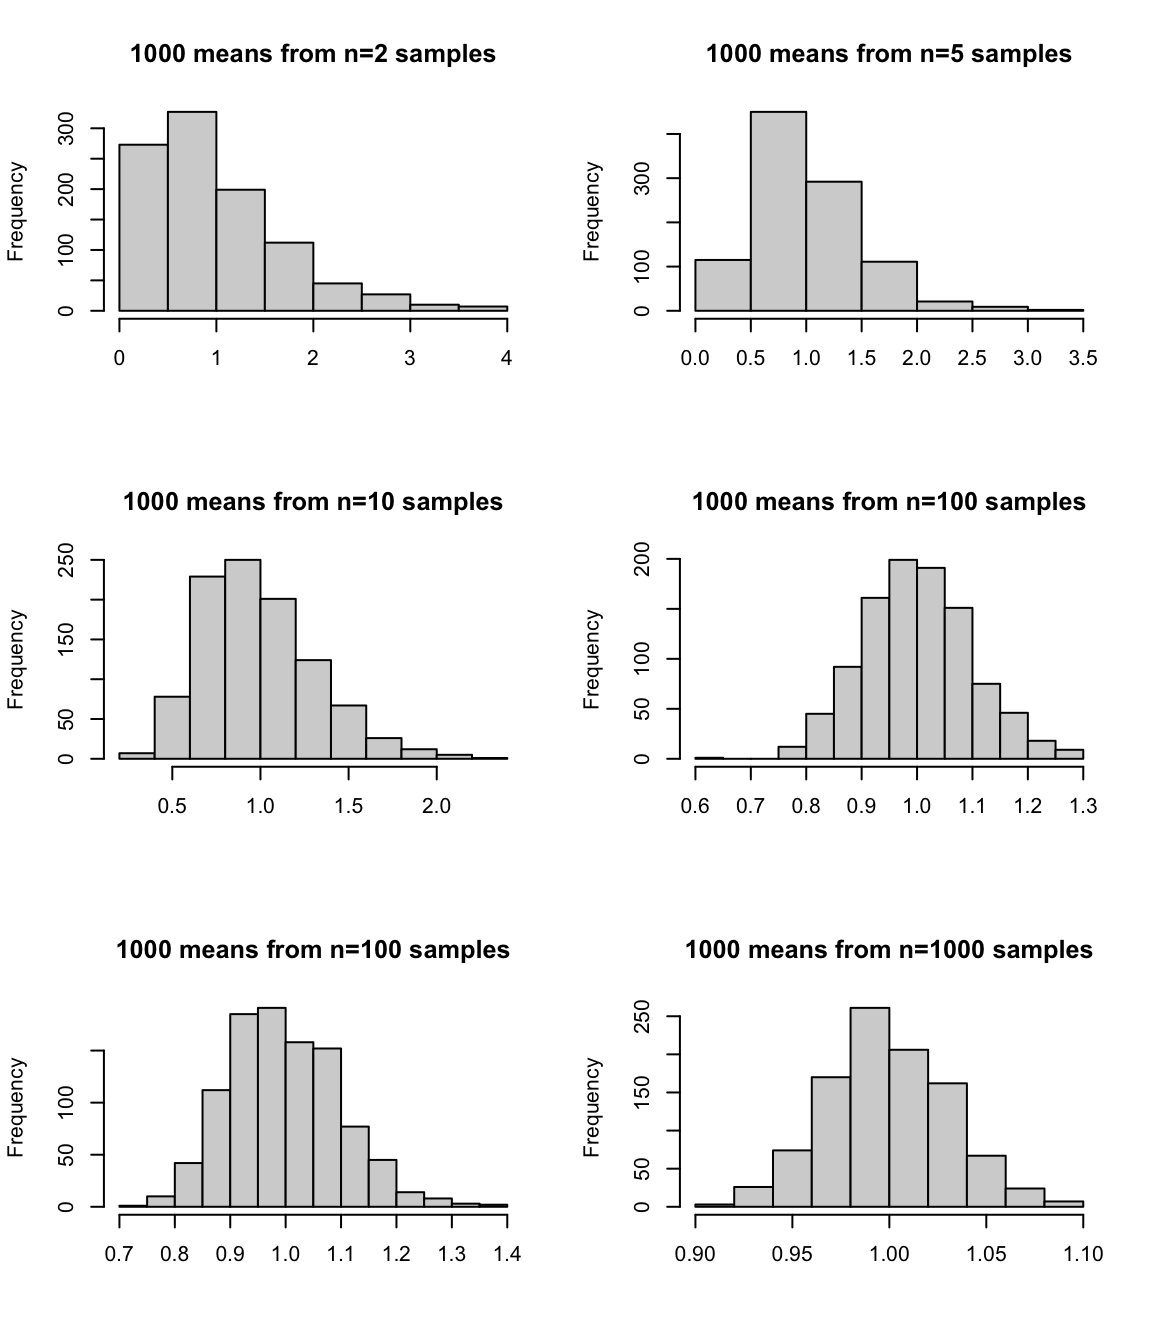 1000 means from n=2 samples
Frequency
0 100 200 300
0 1 2 3 4
1000 means from n=5 samples
Frequency
0 100 300
0.0 0.5 1.0 1.5 2.0 2.5 3.0 3.5
1000 means from n=10 samples
Frequency
0 50 150 250
0.5 1.0 1.5 2.0
1000 means from n=100 samples
Frequency
0 50 100 200
0.6 0.7 0.8 0.9 1.0 1.1 1.2 1.3
1000 means from n=100 samples
Frequency
0 50 100
0.7 0.8 0.9 1.0 1.1 1.2 1.3 1.4
1000 means from n=1000 samples
Frequency
0 50 150 250
0.90 0.95 1.00 1.05 1.10